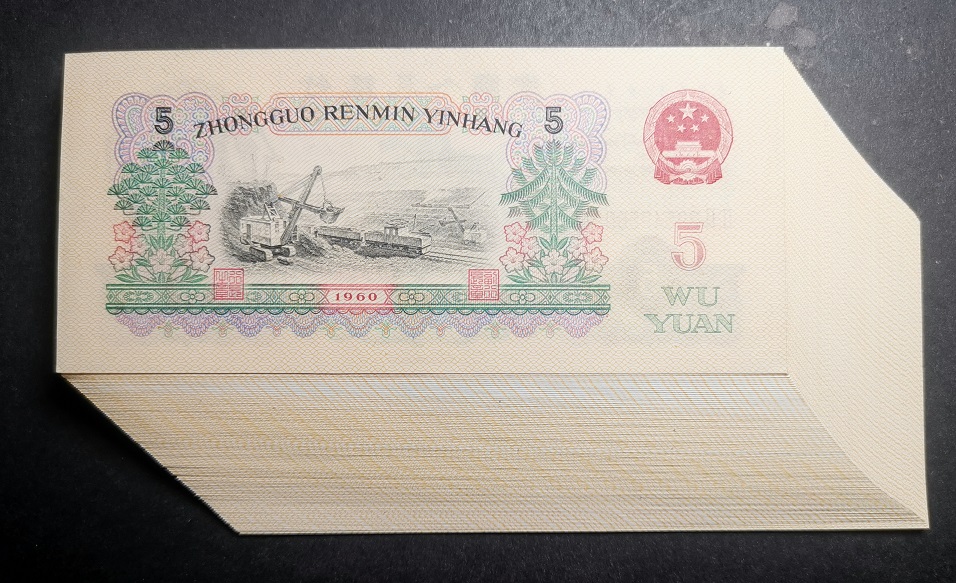 5 ZHONGGUO RENMIN YINHANG 5
5
WU
YUAN
1960